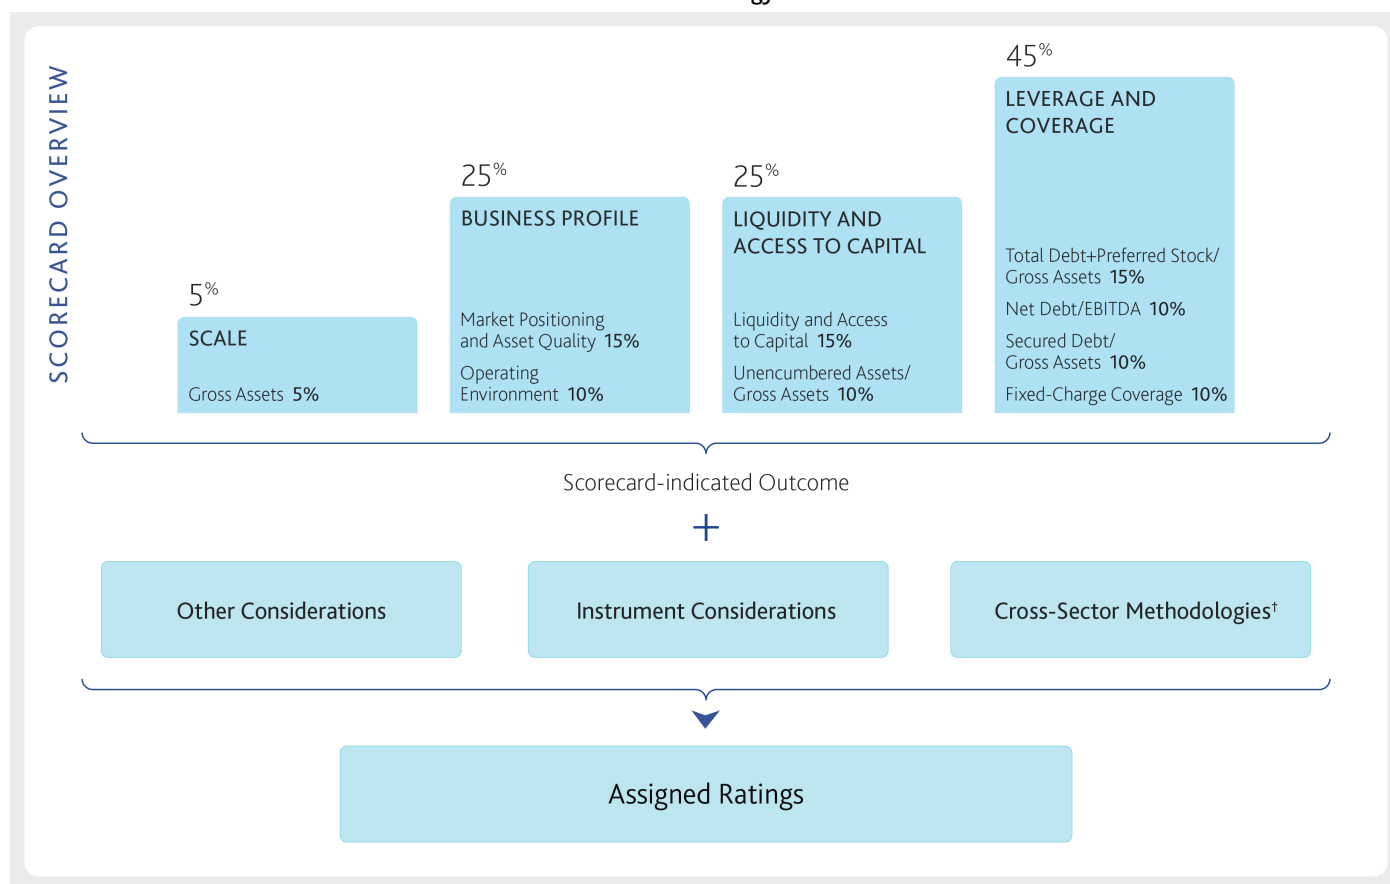 SCORECARD OVERVIEW
5%
SCALE
Gross Assets 5%
25%
BUSINESS PROFILE
Market Positioning
and Asset Quality 15%
Operating
Environment 10%
25%
LIQUIDITY AND
ACCESS TO CAPITAL
Liquidity and Access
to Capital 15%
Unencumbered Assets/
Gross Assets 10%
45%
LEVERAGE AND
COVERAGE
Total Debt+Preferred Stock/
Gross Assets 15%
Net Debt/EBITDA 10%
Secured Debt/
Gross Assets 10%
Fixed-Charge Coverage 10%
Scorecard-indicated Outcome
+
Other Considerations
Instrument Considerations
Cross-Sector Methodologies†
Assigned Ratings